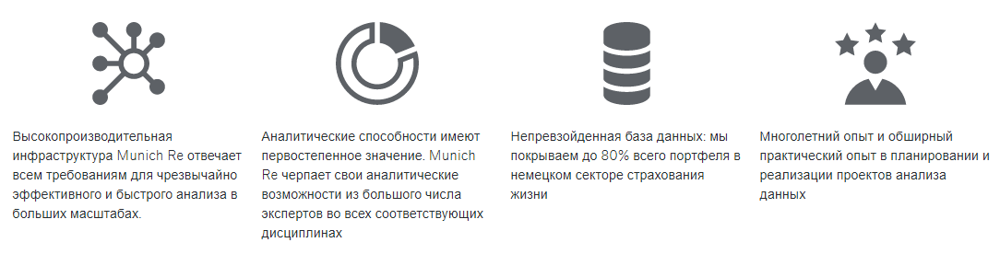 Высокопроизводительная
инфраструктура Munich Re отвечает
всем требованиям для чрезвычайно
эффективного и быстрого анализа в
больших масштабах.
Аналитические способности имеют
первостепенное значение. Munich
Re черпает свои аналитические
возможности из большого числа
экспертов во всех соответствующих
дисциплинах
Непревзойденная база данных: мы
покрываем до 80% всего портфеля в
немецком секторе страхования
жизни
Многолетний опыт и обширный
практический опыт в планировании и
реализации проектов анализа
данных